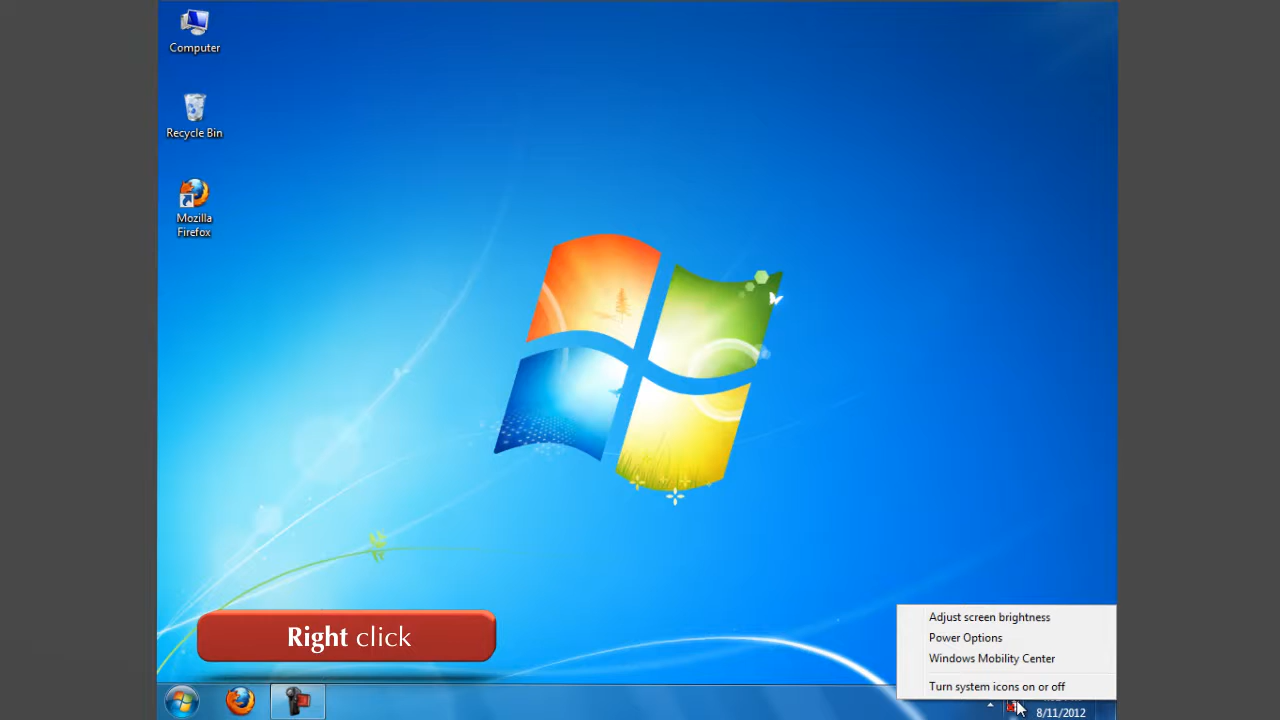 Computer
Recycle Bin
Mozilla
Firefox
Right click
Adjust screen brightness
Power Options
Windows Mobility Center
Turn system icons on or off
8/11/2012